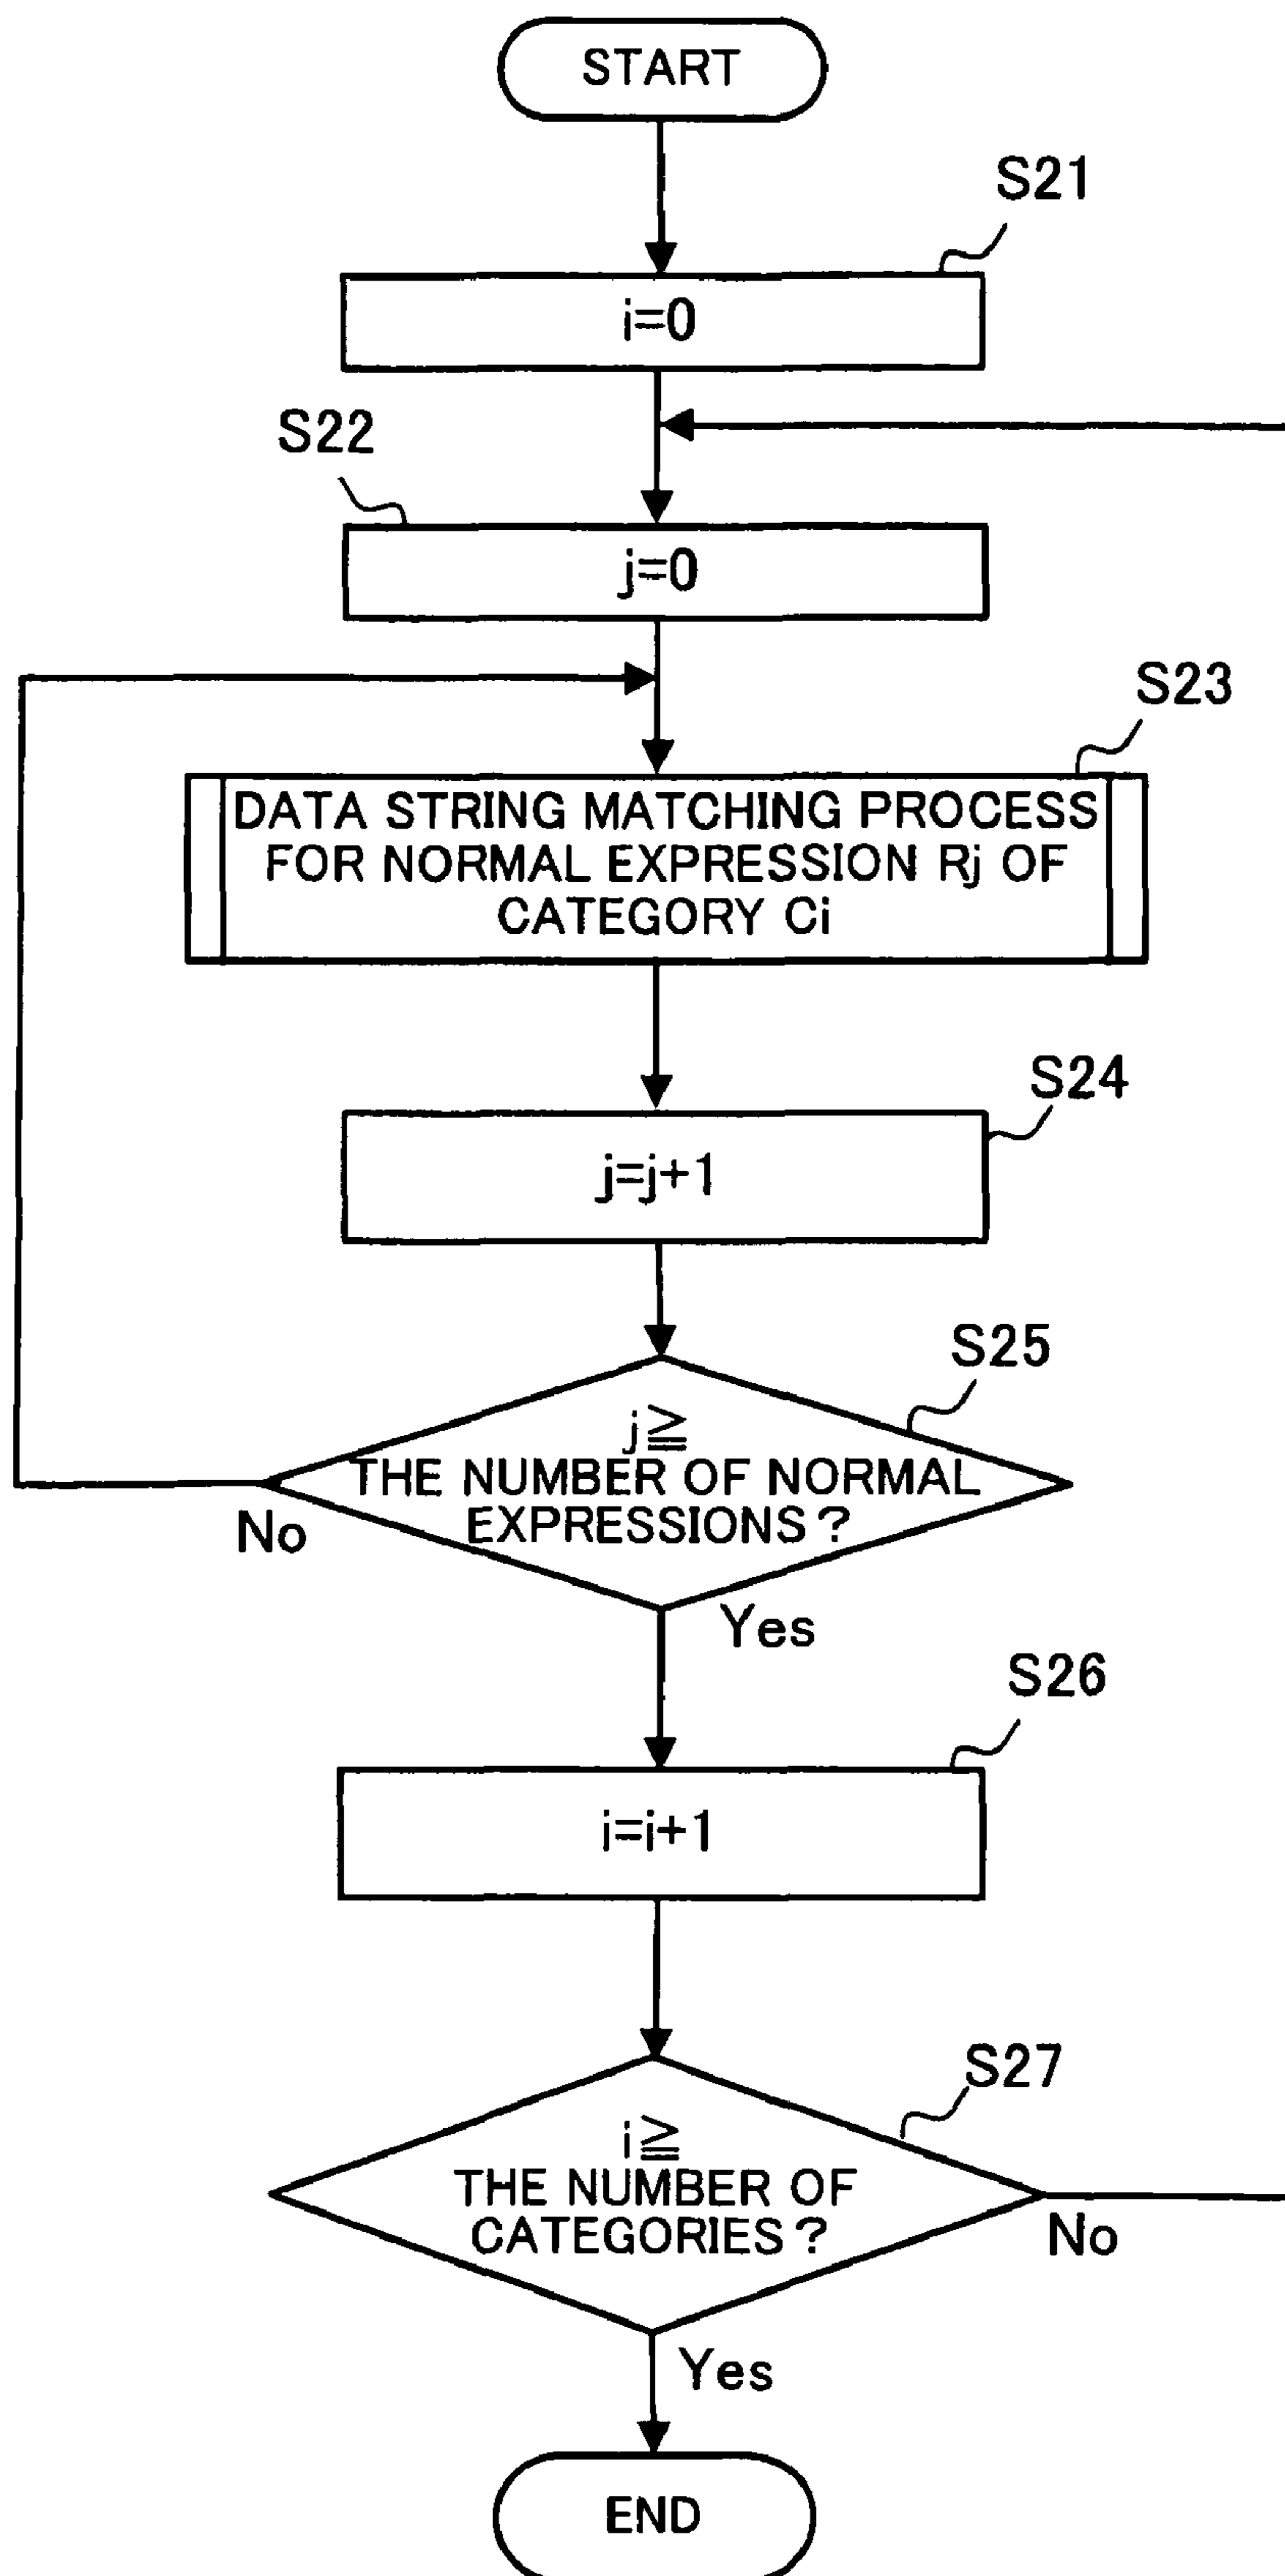 START
S21
i=0
S22
j=0
S23
DATA STRING MATCHING PROCESS
FOR NORMAL EXPRESSION Rj OF
CATEGORY Ci
S24
j=j+1
S25
j≧
THE NUMBER OF NORMAL
EXPRESSIONS?
No
Yes
S26
i=i+1
S27
i≧
THE NUMBER OF
CATEGORIES?
No
Yes
END